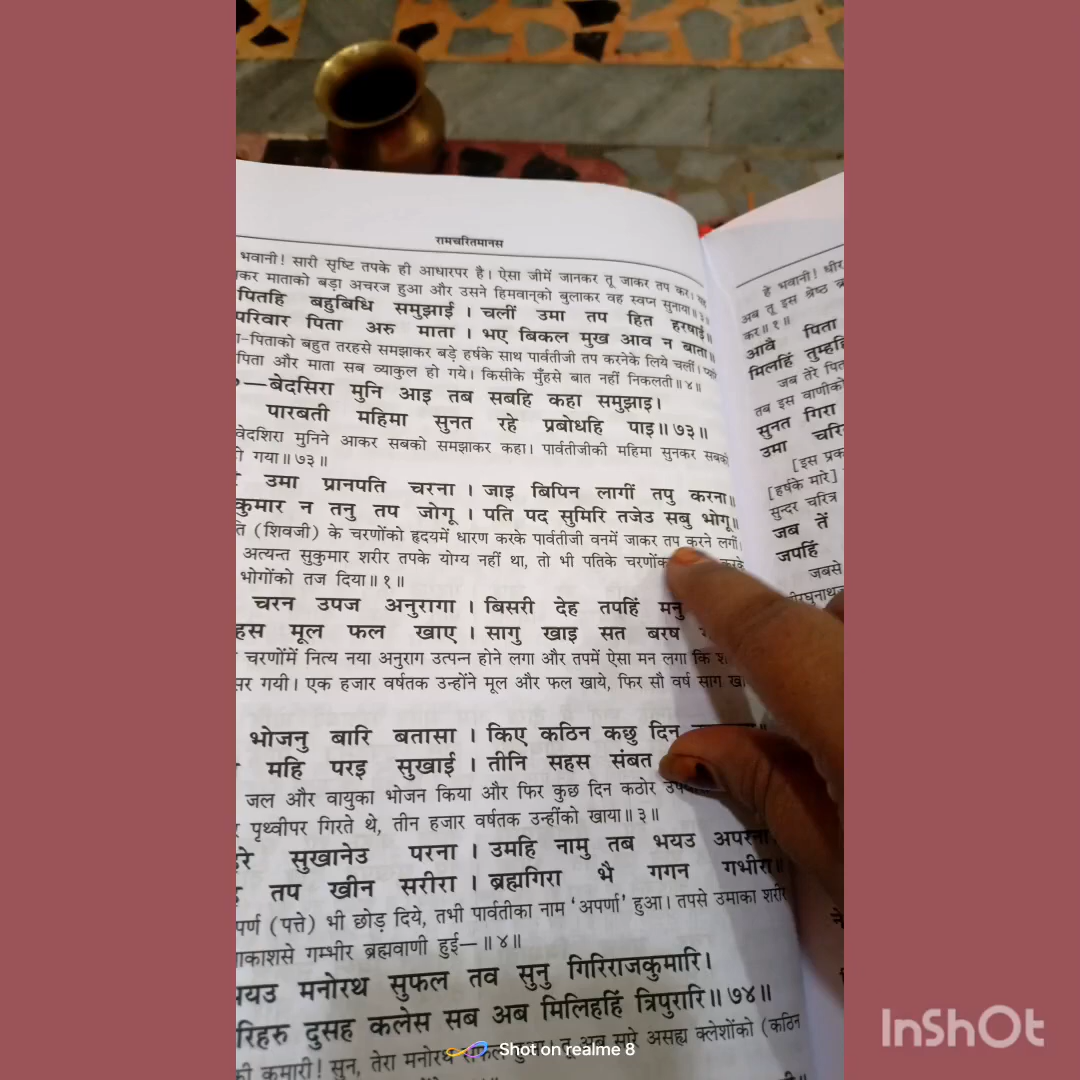 रामचरितमानस
भवानी! सारी सृष्टि तपके ही आधारपर है। ऐसा जीमें जानकर तू जाकर तप कर।
माताको बड़ा अचरज हुआ और उसने हिमवान्‌को बुलाकर वह स्वप्न सुनाया॥३॥
पितहि बहुबिधि समुझाई। चलीं उमा तप हित हरषाई॥
परिवार पिता अरु माता। भए बिकल मुख आव न बाता॥
-पिताको बहुत तरहसे समझाकर बड़े हर्षके साथ पार्वतीजी तप करनेके लिये चलीं।
पिता और माता सब व्याकुल हो गये। किसीके मुँहसे बात नहीं निकलती॥४॥
—बेदसिरा मुनि आइ तब सबहि कहा समुझाइ।
पारबती महिमा सुनत रहे प्रबोधहि पाइ॥७३॥
वेदशिरा मुनिने आकर सबको समझाकर कहा। पार्वतीजीकी महिमा सुनकर
गया॥७३॥
उमा प्रानपति चरना। जाइ बिपिन लागीं तपु करना॥
कुमार न तनु तप जोगू। पति पद सुमिरि तजेउ सबु भोगू॥
(शिवजी) के चरणोंको हृदयमें धारण करके पार्वतीजी वनमें जाकर तप करने लगीं।
अत्यन्त सुकुमार शरीर तपके योग्य नहीं था, तो भी पतिके
भोगोंको तज दिया॥१॥
चरन उपज अनुरागा। बिसरी देह तपहिं मनु
मूल फल खाए। सागु खाइ सत बरष
चरणोंमें नित्य नया अनुराग उत्पन्न होने लगा और तपमें ऐसा मन लगा कि
गयी। एक हजार वर्षतक उन्होंने मूल और फल खाये, फिर सौ वर्ष साग
भोजनु बारि बतासा। किए कठिन कछु दिन
महि परइ सुखाई। तीनि सहस संबत
जल और वायुका भोजन किया और फिर कुछ दिन कठोर
पृथ्वीपर गिरते थे, तीन हजार वर्षतक उन्हींको खाया॥३॥
सुखानेउ परना। उमहि नामु तब भयउ अपरना
तप खीन सरीरा। ब्रह्मगिरा भै गगन गभीरा॥
पर्ण (पत्ते) भी छोड़ दिये, तभी पार्वतीका नाम ‘अपर्णा’ हुआ। तपसे उमाका शरीर
गम्भीर ब्रह्मवाणी हुई—॥४॥
मनोरथ सुफल तव सुनु गिरिराजकुमारि।
दुसह कलेस सब अब मिलिहहिं त्रिपुरारि॥७४॥
कुमारी! सुन, तेरा मनोरथ सफल हुआ। तू अब सारे असह्य क्लेशोंको (कठिन
हे भवानी! धीर
अब तू इस श्रेष्ठ
कर॥१॥
आवै पिता
मिलहिं तुम्हहि
जब तेरे
तब इस वाणीको
सुनत गिरा
उमा
[इस
[हर्षके मारे]
सुन्दर चरित्र
जब तें
जपहिं
जबसे
InShOt
Shot on realme 8